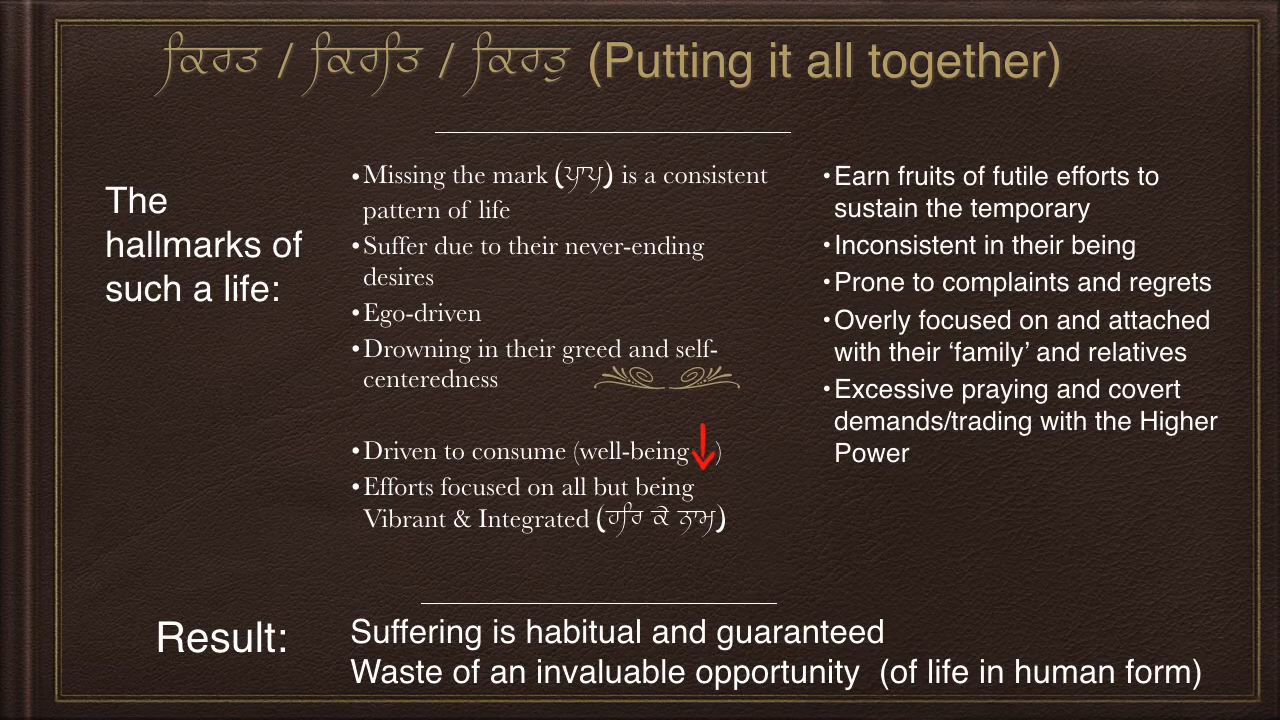 ਕਿਰਤ / ਕਿਰਤਿ / ਕਿਰਤੁ (Putting it all together)
The
hallmarks of
such a life:
•Missing the mark (ਪਾਪ) is a consistent
pattern of life
•Suffer due to their never-ending
desires
•Ego-driven
•Drowning in their greed and self-
centeredness
•Driven to consume (well-being )
•Efforts focused on all but being
Vibrant & Integrated (ਹਰਿ ਕੇ ਨਾਮ)
•Earn fruits of futile efforts to
sustain the temporary
•Inconsistent in their being
•Prone to complaints and regrets
•Overly focused on and attached
with their ‘family’ and relatives
•Excessive praying and covert
demands/trading with the Higher
Power
Result:
Suffering is habitual and guaranteed
Waste of an invaluable opportunity (of life in human form)